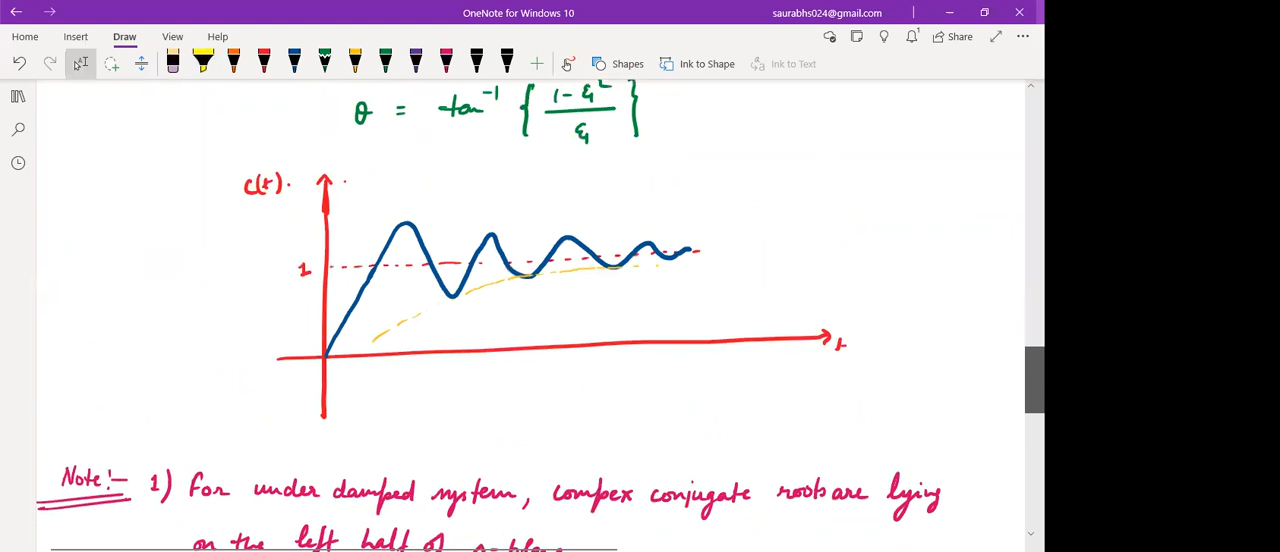 OneNote for Windows 10
saurabhs024@gmail.com
Home Insert Draw View Help
Share
Shapes Ink to Shape Ink to Text
θ = tan⁻¹ { 1 - ξ² / ξ }
C(t).
1
t
Note:- 1) For under damped system, compex conjugate roots are lying
on the left half of s-plane